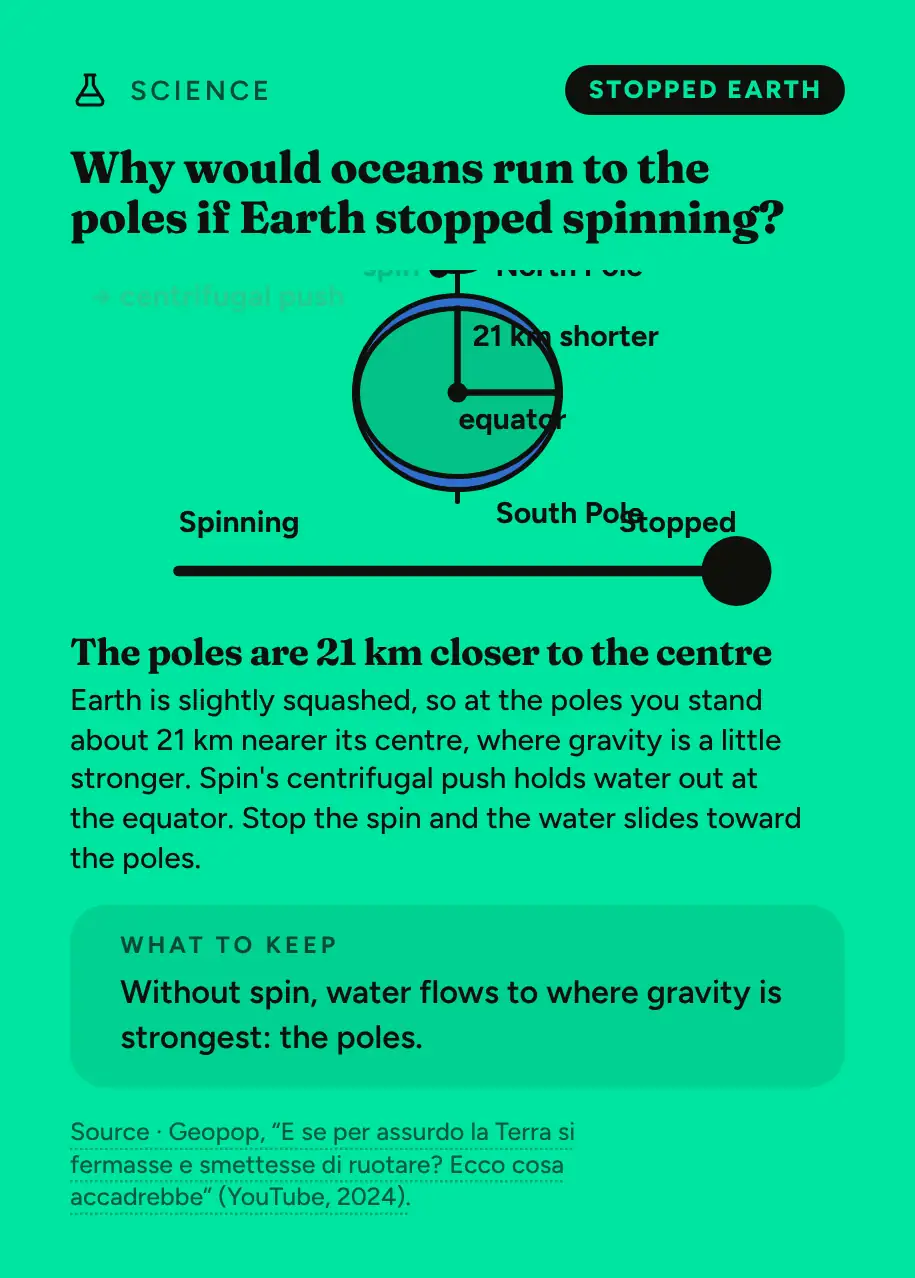 SCIENCE
STOPPED EARTH
Why would oceans run to the
poles if Earth stopped spinning?
spin
North Pole
centrifugal push
21 km shorter
equator
South Pole
Spinning
Stopped
The poles are 21 km closer to the centre
Earth is slightly squashed, so at the poles you stand
about 21 km nearer its centre, where gravity is a little
stronger. Spin's centrifugal push holds water out at
the equator. Stop the spin and the water slides toward
the poles.
WHAT TO KEEP
Without spin, water flows to where gravity is
strongest: the poles.
Source · Geopop, “E se per assurdo la Terra si
fermasse e smettesse di ruotare? Ecco cosa
accadrebbe” (YouTube, 2024).